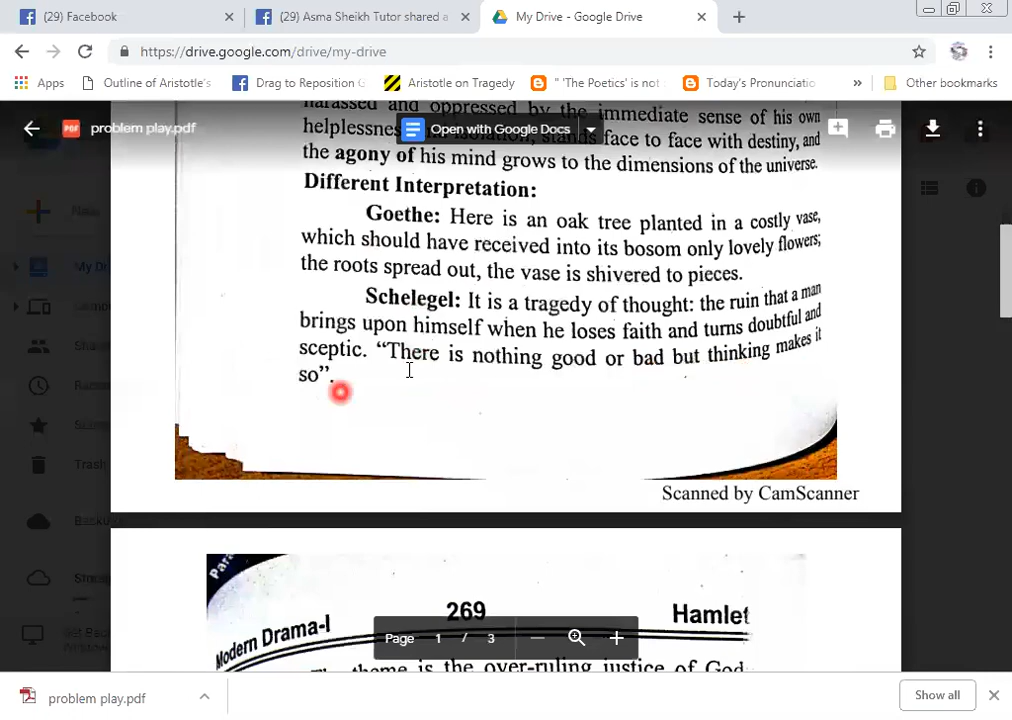 (29) Facebook
(29) Asma Sheikh Tutor shared a
My Drive - Google Drive
https://drive.google.com/drive/my-drive
Apps
Outline of Aristotle's
Drag to Reposition
Aristotle on Tragedy
" 'The Poetics' is not
Today's Pronunciatio
»
Other bookmarks
harassed and oppressed by the immediate sense of his own
problem play.pdf
Open with Google Docs
helplessness isolation, stands face to face with destiny, and
the agony of his mind grows to the dimensions of the universe.
Different Interpretation:
Goethe: Here is an oak tree planted in a costly vase,
which should have received into its bosom only lovely flowers;
the roots spread out, the vase is shivered to pieces.
Schelegel: It is a tragedy of thought: the ruin that a man
brings upon himself when he loses faith and turns doubtful and
sceptic. “There is nothing good or bad but thinking makes it
so”.
New
My Dr
Trash
Scanned by CamScanner
Modern Drama-I
269
Hamlet
Page 1 / 3
theme is the over-ruling justice of God
problem play.pdf
Show all